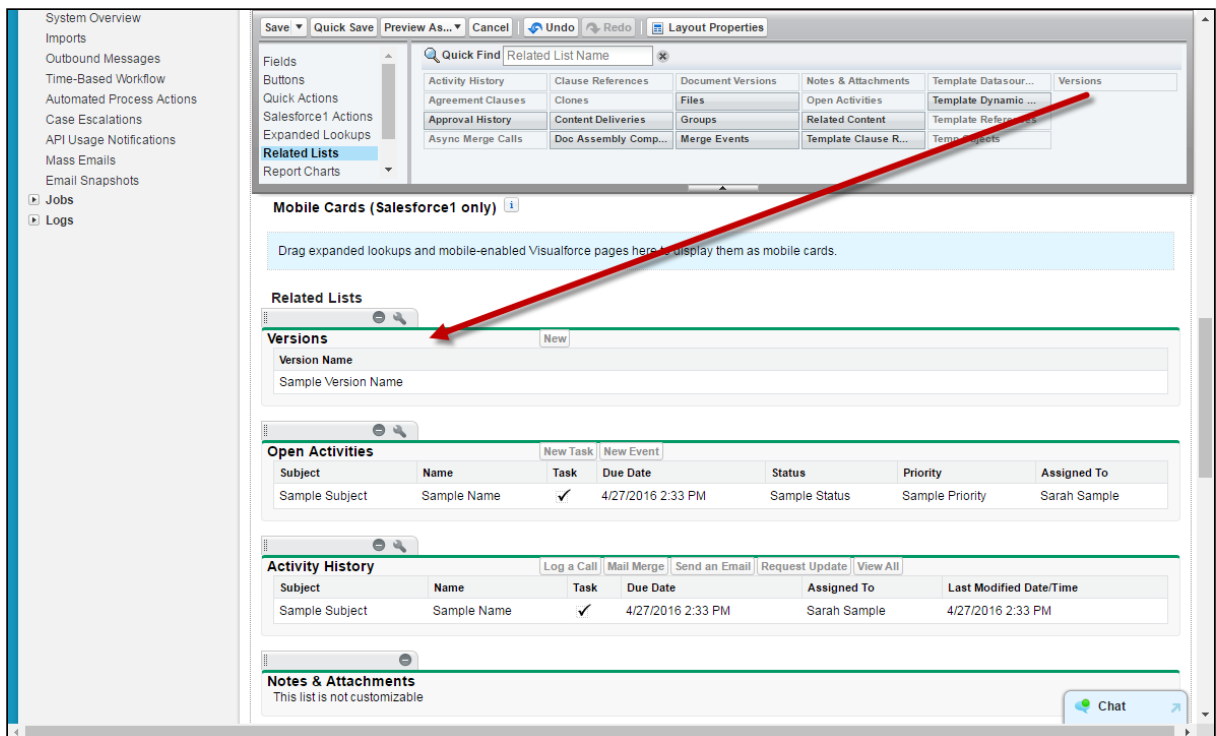 System Overview
Imports
Outbound Messages
Time-Based Workflow
Automated Process Actions
Case Escalations
API Usage Notifications
Mass Emails
Email Snapshots
Jobs
Logs
Save Quick Save Preview As... Cancel Undo Redo Layout Properties
Fields
Buttons
Quick Actions
Salesforce1 Actions
Expanded Lookups
Related Lists
Report Charts
Quick Find Related List Name
Activity History Clause References Document Versions Notes & Attachments Template Datasour... Versions
Agreement Clauses Clones Files Open Activities Template Dynamic ...
Approval History Content Deliveries Groups Related Content Template References
Async Merge Calls Doc Assembly Comp... Merge Events Template Clause R... Temp Objects
Mobile Cards (Salesforce1 only) i
Drag expanded lookups and mobile-enabled Visualforce pages here to display them as mobile cards.
Related Lists
Versions New
Version Name
Sample Version Name
Open Activities New Task New Event
Subject Name Task Due Date Status Priority Assigned To
Sample Subject Sample Name ✓ 4/27/2016 2:33 PM Sample Status Sample Priority Sarah Sample
Activity History Log a Call Mail Merge Send an Email Request Update View All
Subject Name Task Due Date Assigned To Last Modified Date/Time
Sample Subject Sample Name ✓ 4/27/2016 2:33 PM Sarah Sample 4/27/2016 2:33 PM
Notes & Attachments
This list is not customizable
Chat